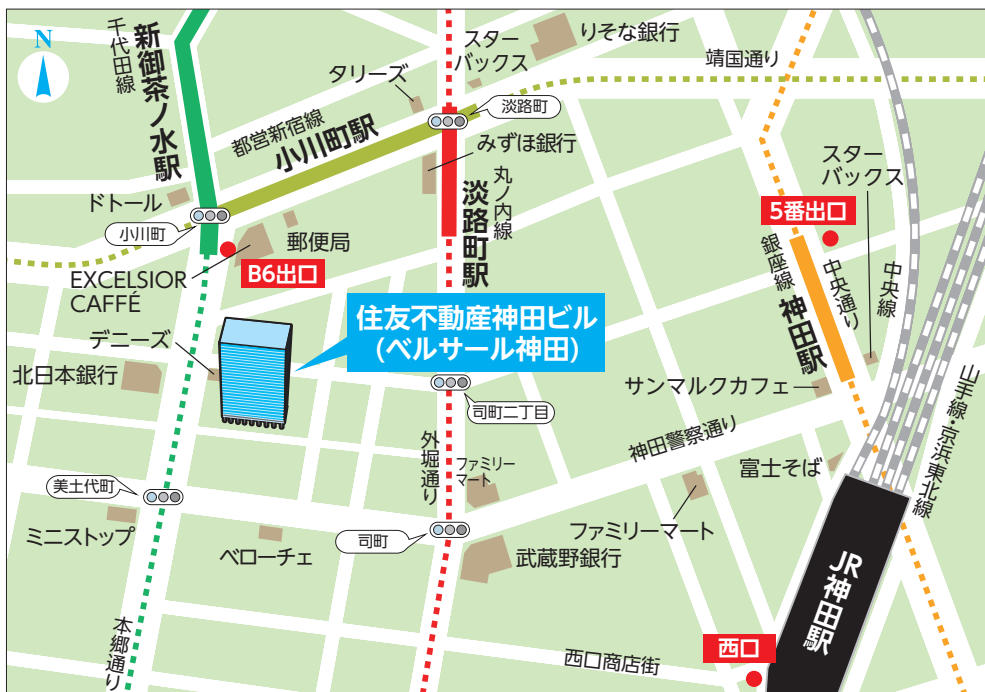 N
千代田線
新御茶ノ水駅
スター
バックス
りそな銀行
タリーズ
靖国通り
淡路町
都営新宿線
小川町駅
みずほ銀行
丸ノ内線
淡路町駅
スター
バックス
ドトール
小川町
5番出口
郵便局
B6出口
EXCELSIOR
CAFFÉ
銀座線
神田駅
中央通り
中央線
住友不動産神田ビル
(ベルサール神田)
デニーズ
北日本銀行
サンマルクカフェ
山手線・京浜東北線
司町二丁目
外堀通り
神田警察通り
ファミリー
マート
富士そば
美土代町
ミニストップ
ベローチェ
司町
武蔵野銀行
ファミリーマート
JR神田駅
本郷通り
西口商店街
西口